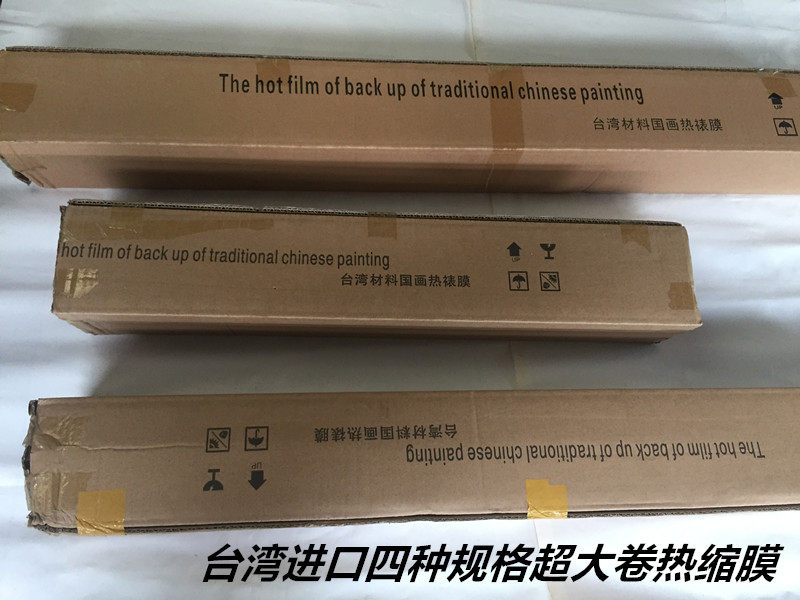 The hot film of back up of traditional chinese painting
UP
台湾材料国画热裱膜
hot film of back up of traditional chinese painting
UP
台湾材料国画热裱膜
台湾材料国画热裱膜
The hot film of back up of traditional chinese painting
UP
台湾进口四种规格超大卷热缩膜